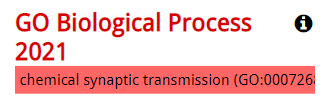 GO Biological Process
2021
chemical synaptic transmission (GO:000726